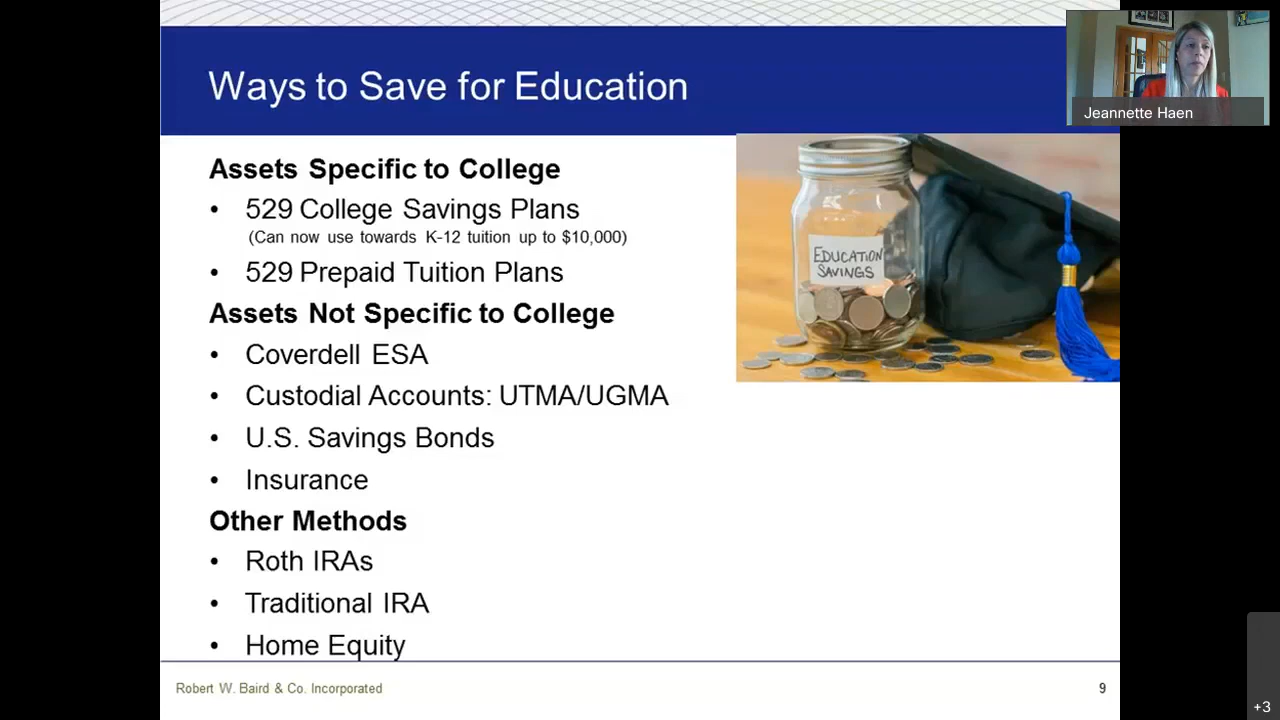 Ways to Save for Education
Jeannette Haen
Assets Specific to College
• 529 College Savings Plans
(Can now use towards K-12 tuition up to $10,000)
• 529 Prepaid Tuition Plans
Assets Not Specific to College
• Coverdell ESA
• Custodial Accounts: UTMA/UGMA
• U.S. Savings Bonds
• Insurance
Other Methods
• Roth IRAs
• Traditional IRA
• Home Equity
EDUCATION
SAVINGS
Robert W. Baird & Co. Incorporated
9
+3